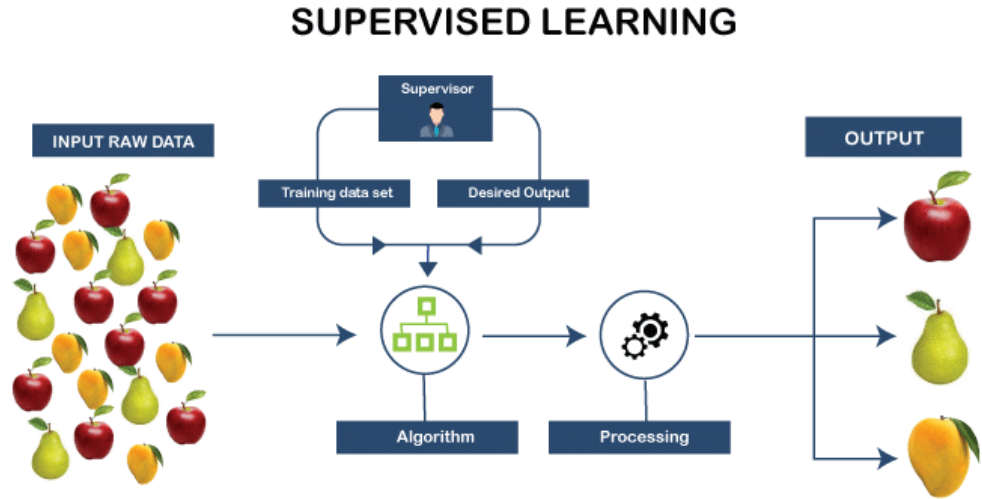 SUPERVISED LEARNING
Supervisor
INPUT RAW DATA
OUTPUT
Training data set
Desired Output
Algorithm
Processing